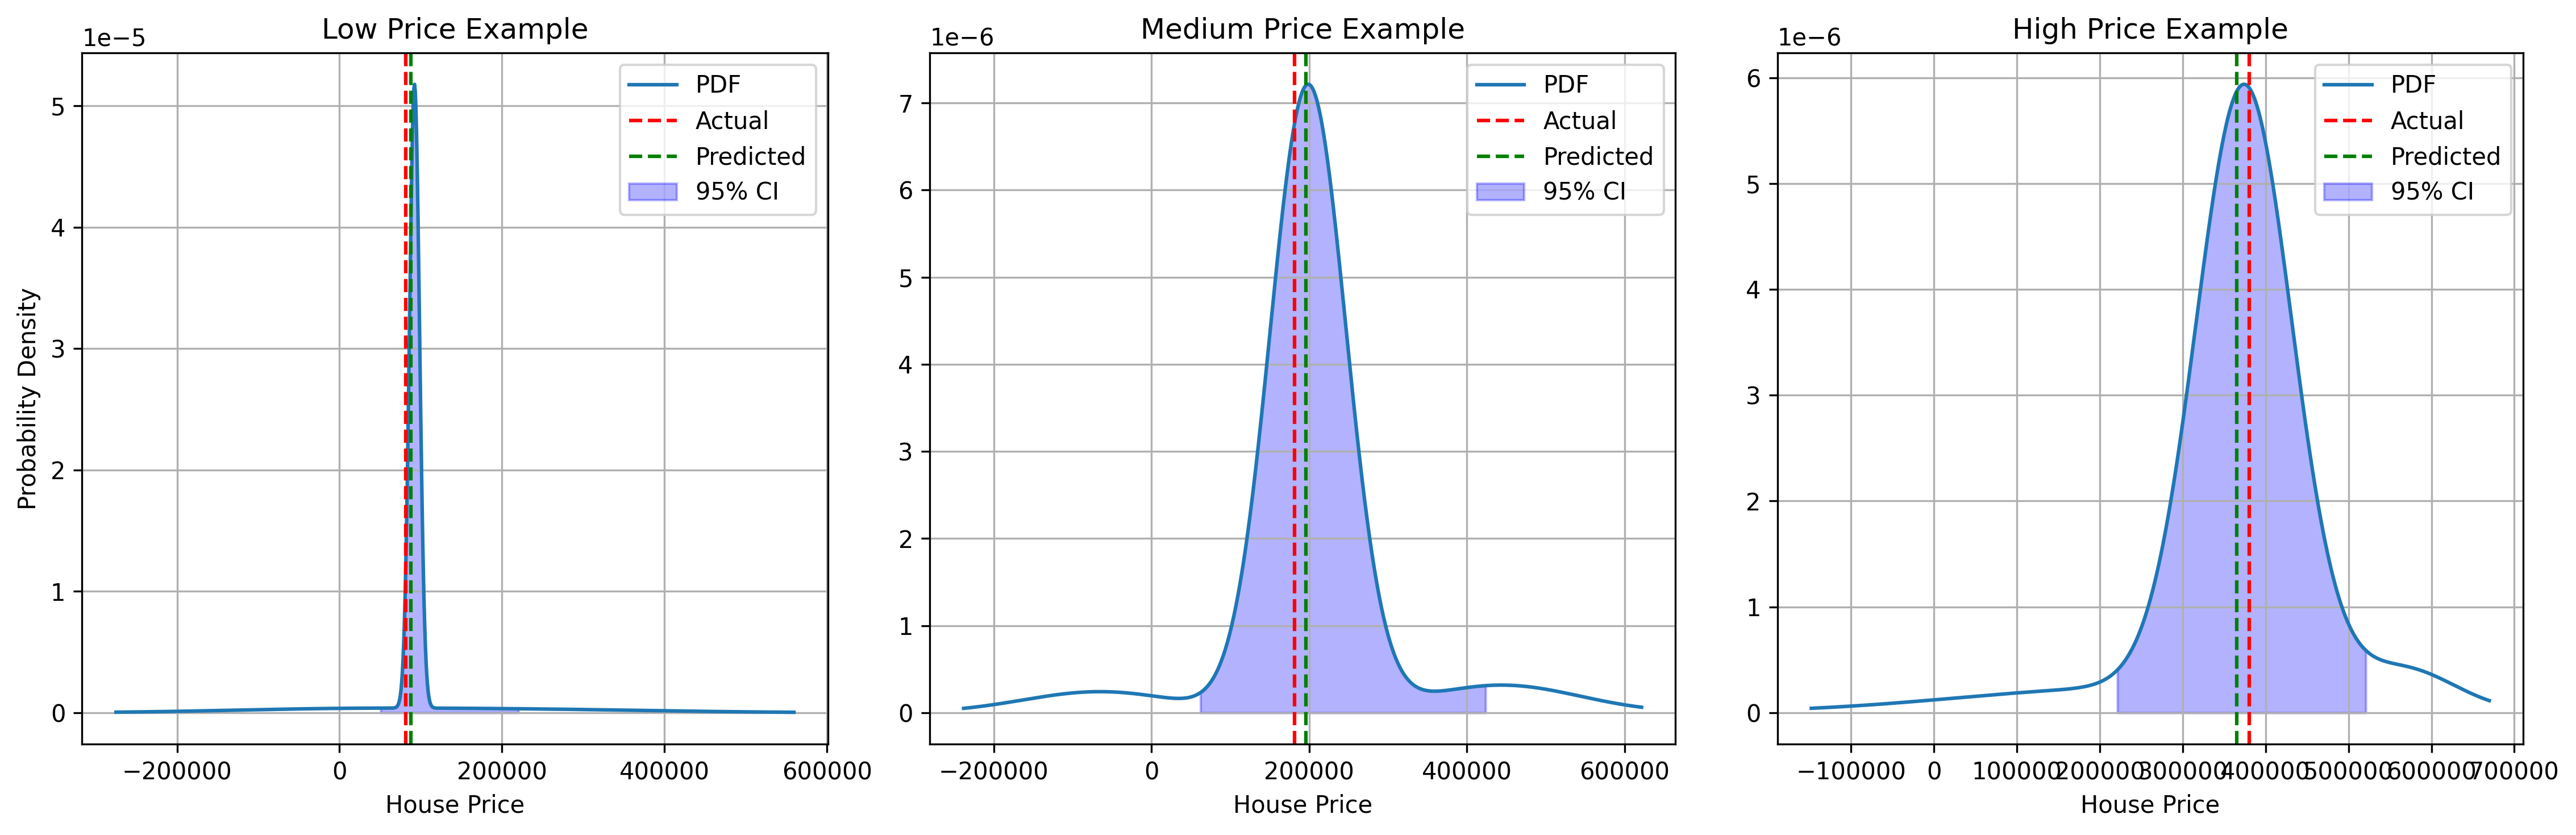 Low Price Example
1e−5
5
4
3
2
1
0
Probability Density
−200000
0
200000
400000
600000
House Price
PDF
Actual
Predicted
95% CI
Medium Price Example
1e−6
7
6
5
4
3
2
1
0
−200000
0
200000
400000
600000
House Price
PDF
Actual
Predicted
95% CI
High Price Example
1e−6
6
5
4
3
2
1
0
−100000
0
100000
200000
300000
400000
500000
600000
700000
House Price
PDF
Actual
Predicted
95% CI